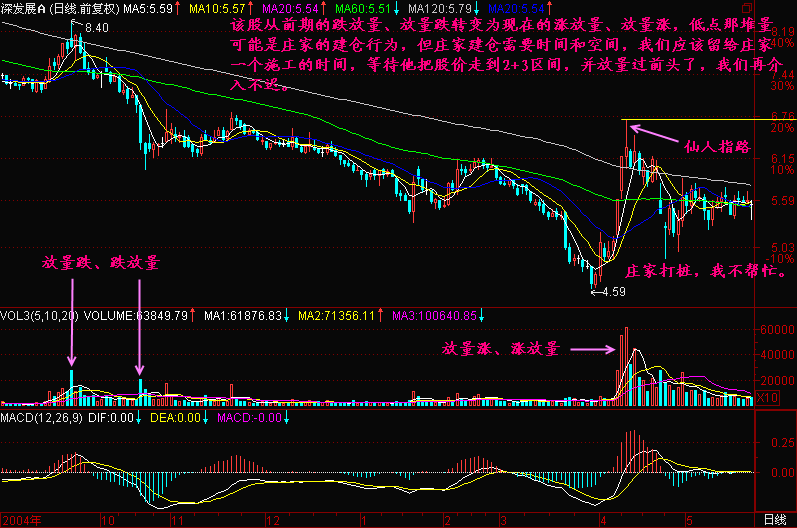 深发展A (日线.前复权) MA5:5.59↑ MA10:5.57↑ MA20:5.54↑ MA60:5.51↓ MA120:5.79↓ MA20:5.54↑
该股从前期的跌放量、放量跌转变为现在的涨放量、放量涨，低点那堆量
可能是庄家的建仓行为，但庄家建仓需要时间和空间，我们应该留给庄家
一个施工的时间，等待他把股价走到2+3区间，并放量过前头了，我们再介
入不迟。
8.40
8.19
40%
7.44
30%
6.76
20%
仙人指路
6.15
10%
5.59
5.03
-10%
放量跌、跌放量
庄家打桩，我不帮忙。
←4.59
VOL3(5,10,20) VOLUME:63849.79↑ MA1:61876.83↓ MA2:71356.11↑ MA3:100640.85↓
60000
放量涨、涨放量
40000
20000
X10
MACD(12,26,9) DIF:0.00↓ DEA:0.00↓ MACD:-0.00↓
0.25
0.00
2004年 10 11 12 1 2 3 4 5 日线